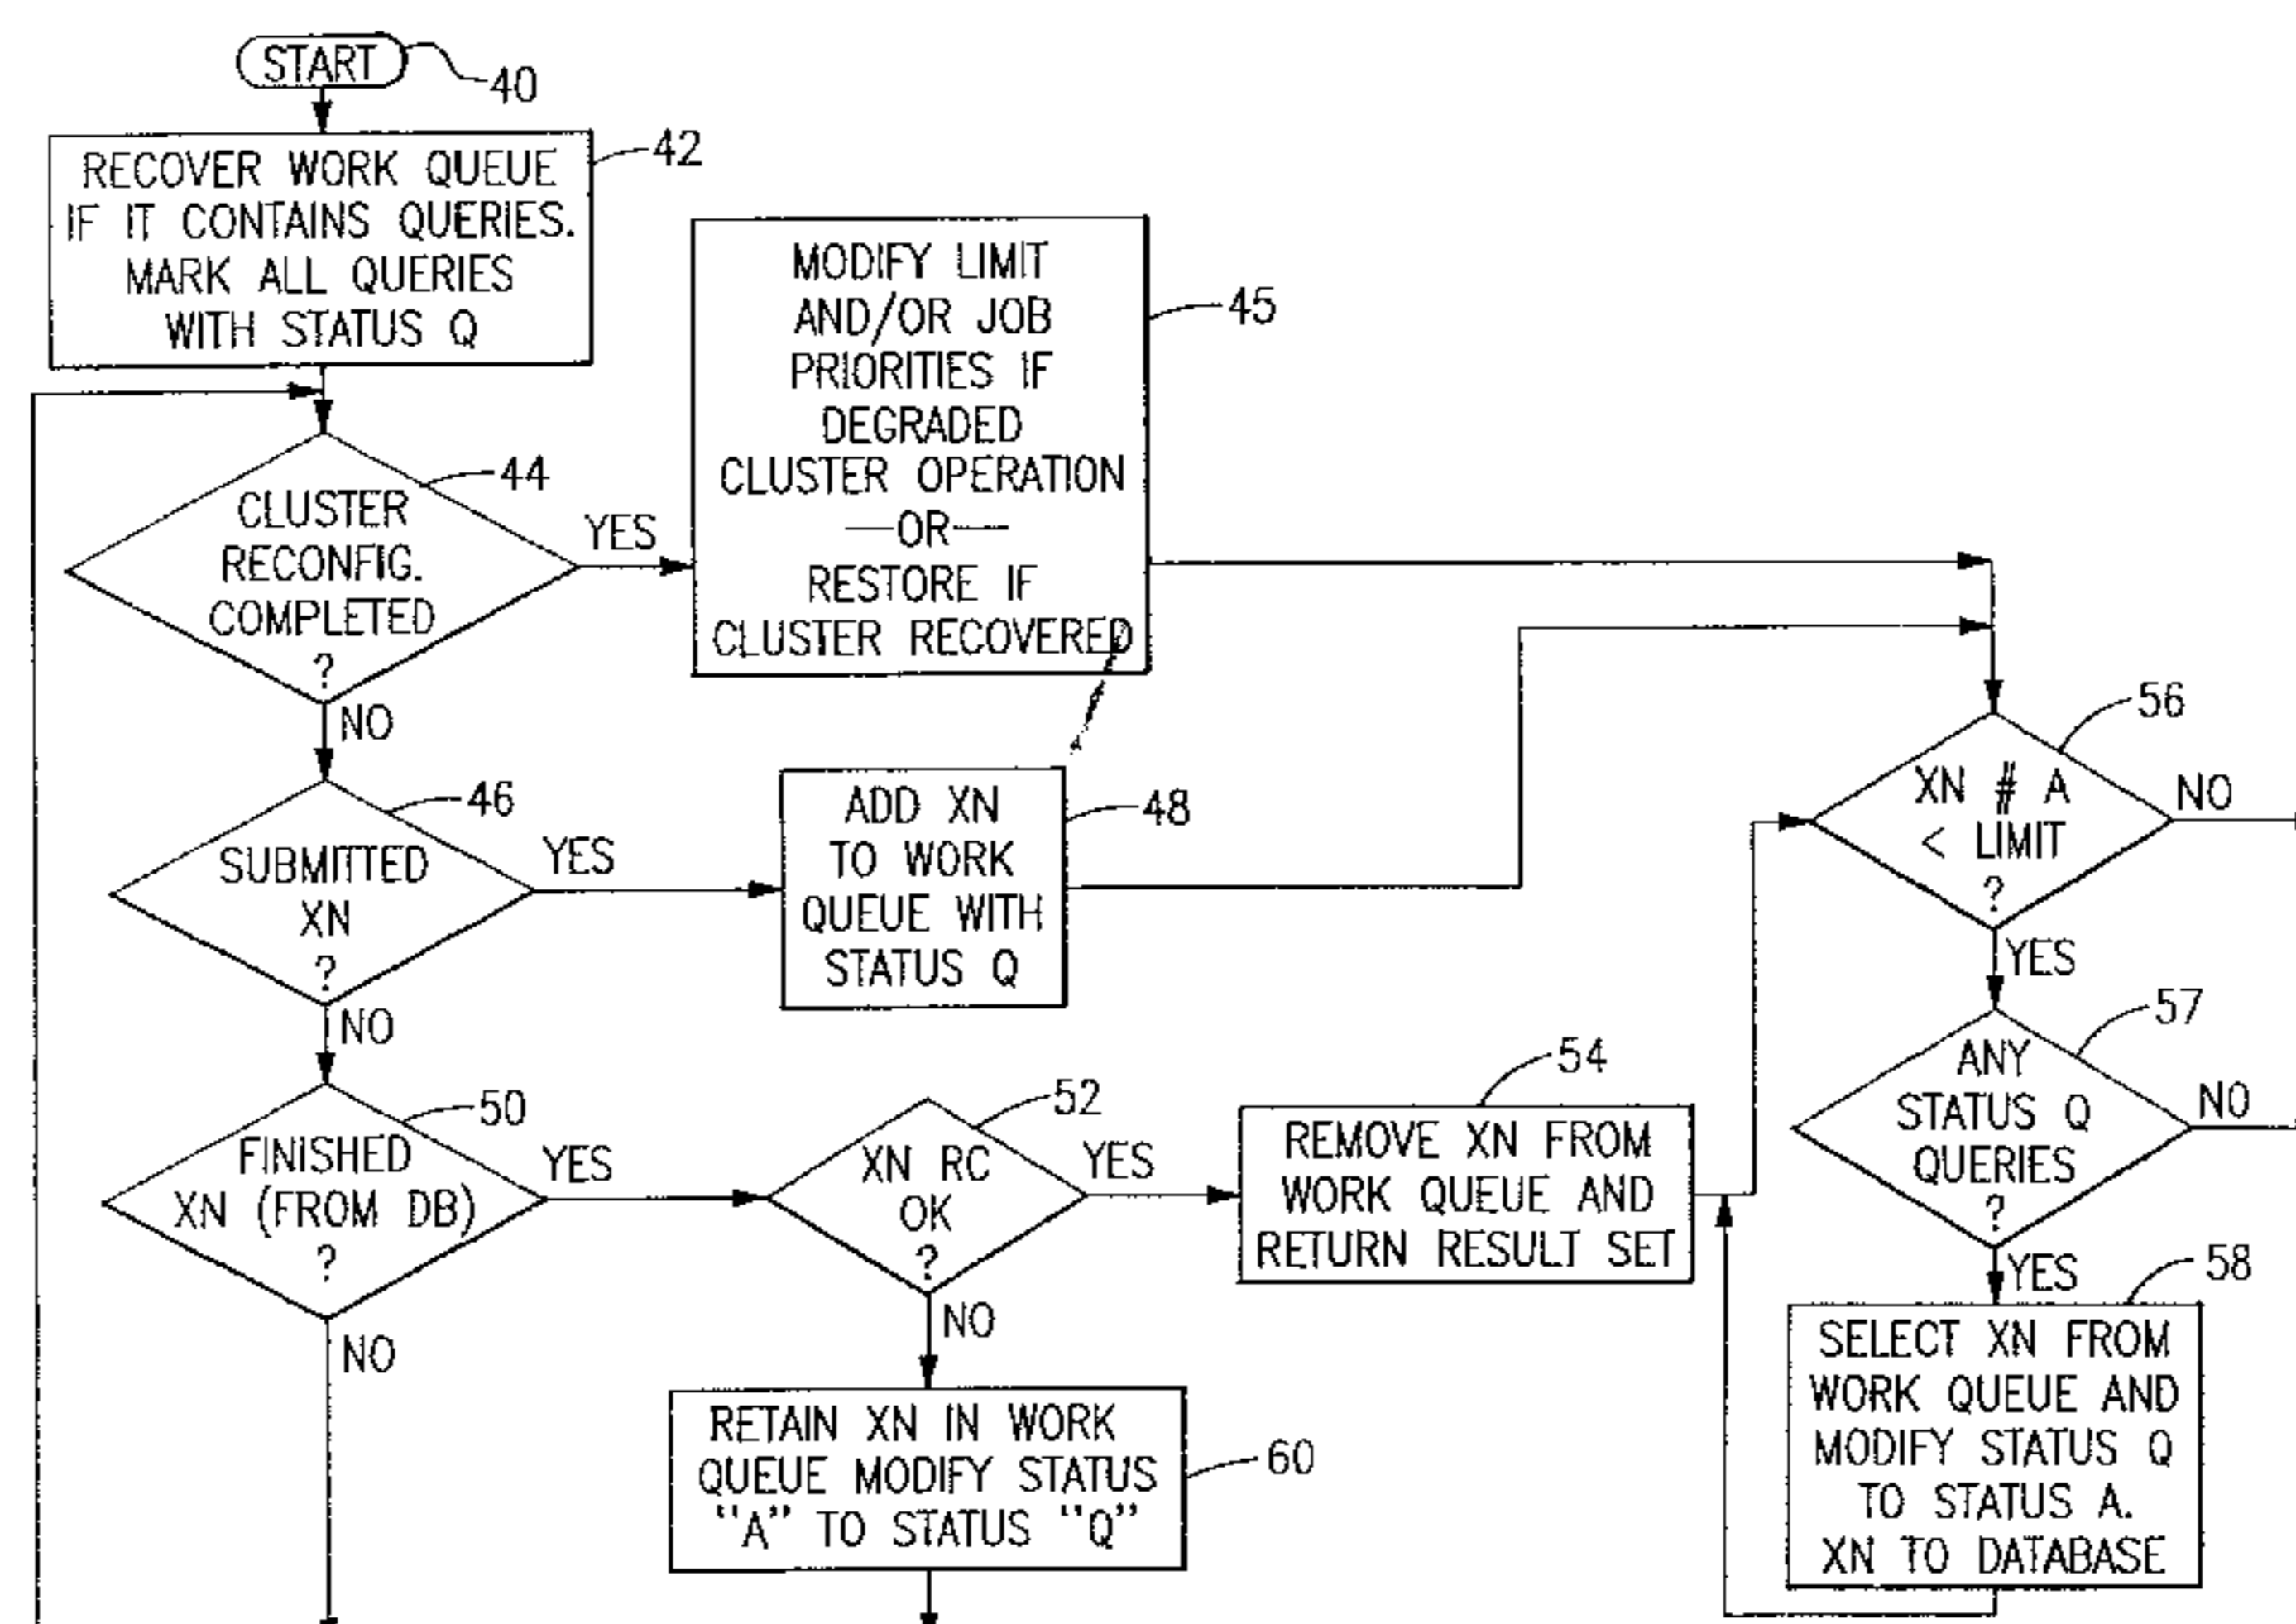 START
40
RECOVER WORK QUEUE
IF IT CONTAINS QUERIES.
MARK ALL QUERIES
WITH STATUS Q
42
CLUSTER
RECONFIG.
COMPLETED
?
44
YES
NO
MODIFY LIMIT
AND/OR JOB
PRIORITIES IF
DEGRADED
CLUSTER OPERATION
—OR—
RESTORE IF
CLUSTER RECOVERED
45
SUBMITTED
XN
?
46
YES
NO
ADD XN
TO WORK
QUEUE WITH
STATUS Q
48
FINISHED
XN (FROM DB)
?
50
YES
NO
XN RC
OK
?
52
YES
NO
REMOVE XN FROM
WORK QUEUE AND
RETURN RESULT SET
54
XN # A
< LIMIT
?
56
NO
YES
ANY
STATUS Q
QUERIES
?
57
NO
YES
SELECT XN FROM
WORK QUEUE AND
MODIFY STATUS Q
TO STATUS A.
XN TO DATABASE
58
RETAIN XN IN WORK
QUEUE MODIFY STATUS
"A" TO STATUS "Q"
60